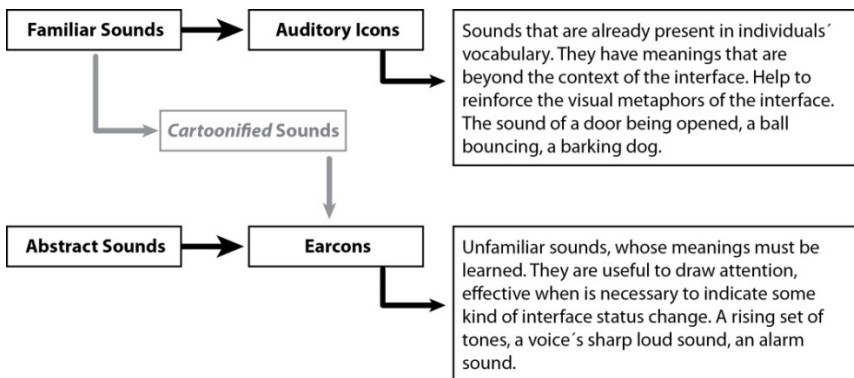 Familiar Sounds
Auditory Icons
Sounds that are already present in individuals´
vocabulary. They have meanings that are
beyond the context of the interface. Help to
reinforce the visual metaphors of the interface.
The sound of a door being opened, a ball
bouncing, a barking dog.
Cartoonified Sounds
Abstract Sounds
Earcons
Unfamiliar sounds, whose meanings must be
learned. They are useful to draw attention,
effective when is necessary to indicate some
kind of interface status change. A rising set of
tones, a voice´s sharp loud sound, an alarm
sound.